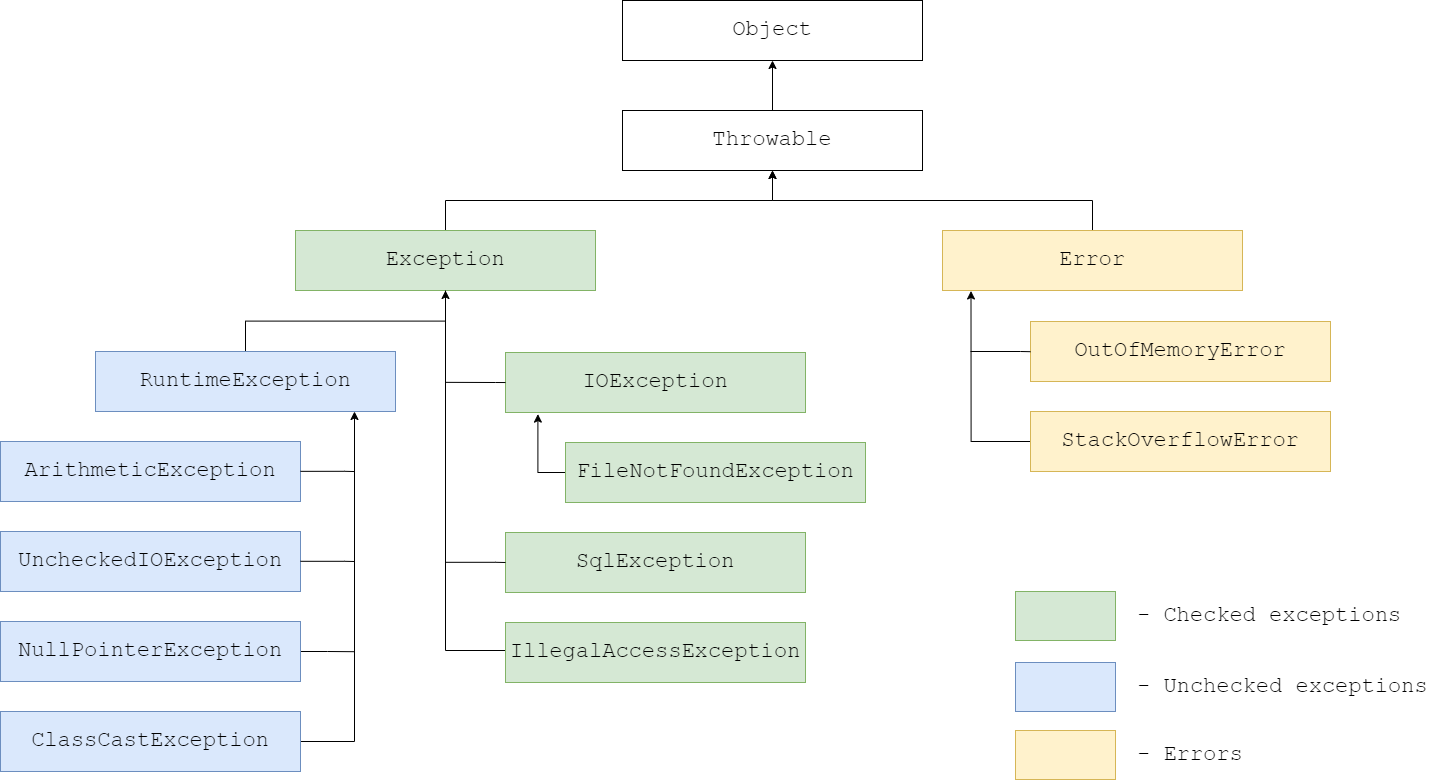 Object
Throwable
Exception
Error
RuntimeException
IOException
OutOfMemoryError
ArithmeticException
FileNotFoundException
StackOverflowError
UncheckedIOException
SqlException
NullPointerException
IllegalAccessException
ClassCastException
- Checked exceptions
- Unchecked exceptions
- Errors